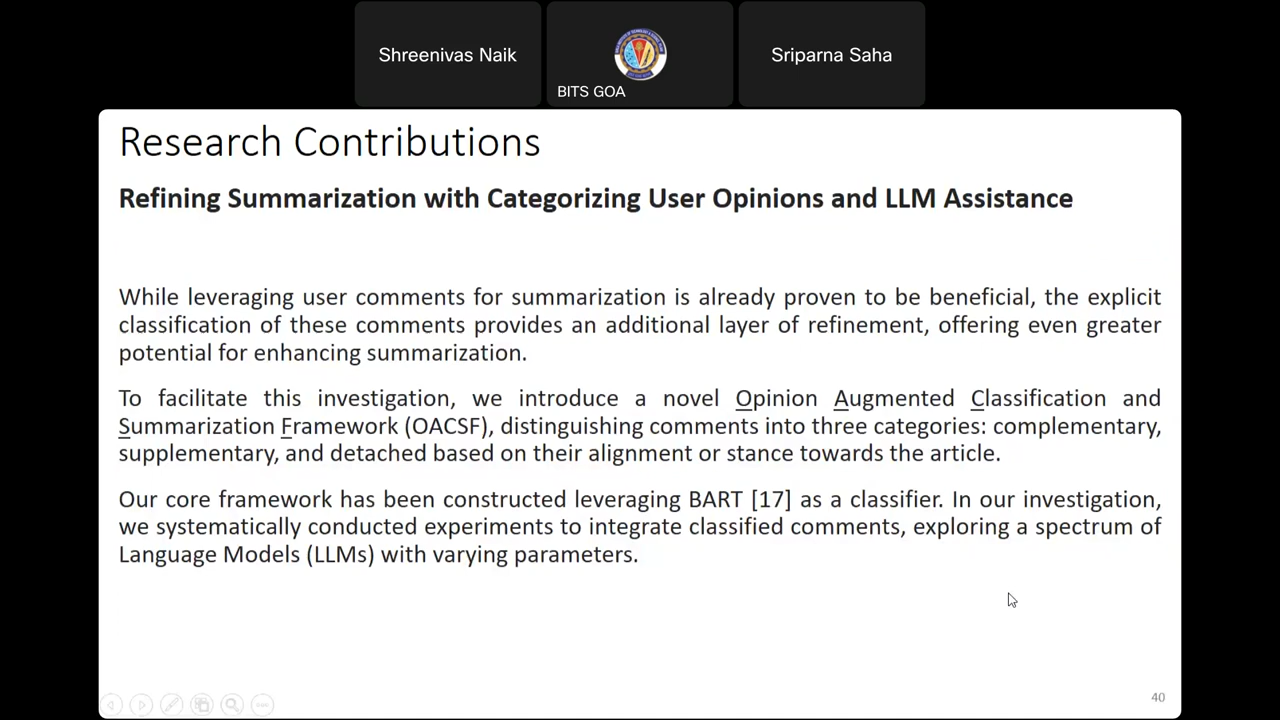 Shreenivas Naik
BITS GOA
Sriparna Saha
Research Contributions
Refining Summarization with Categorizing User Opinions and LLM Assistance
While leveraging user comments for summarization is already proven to be beneficial, the explicit
classification of these comments provides an additional layer of refinement, offering even greater
potential for enhancing summarization.
To facilitate this investigation, we introduce a novel Opinion Augmented Classification and
Summarization Framework (OACSF), distinguishing comments into three categories: complementary,
supplementary, and detached based on their alignment or stance towards the article.
Our core framework has been constructed leveraging BART [17] as a classifier. In our investigation,
we systematically conducted experiments to integrate classified comments, exploring a spectrum of
Language Models (LLMs) with varying parameters.
40